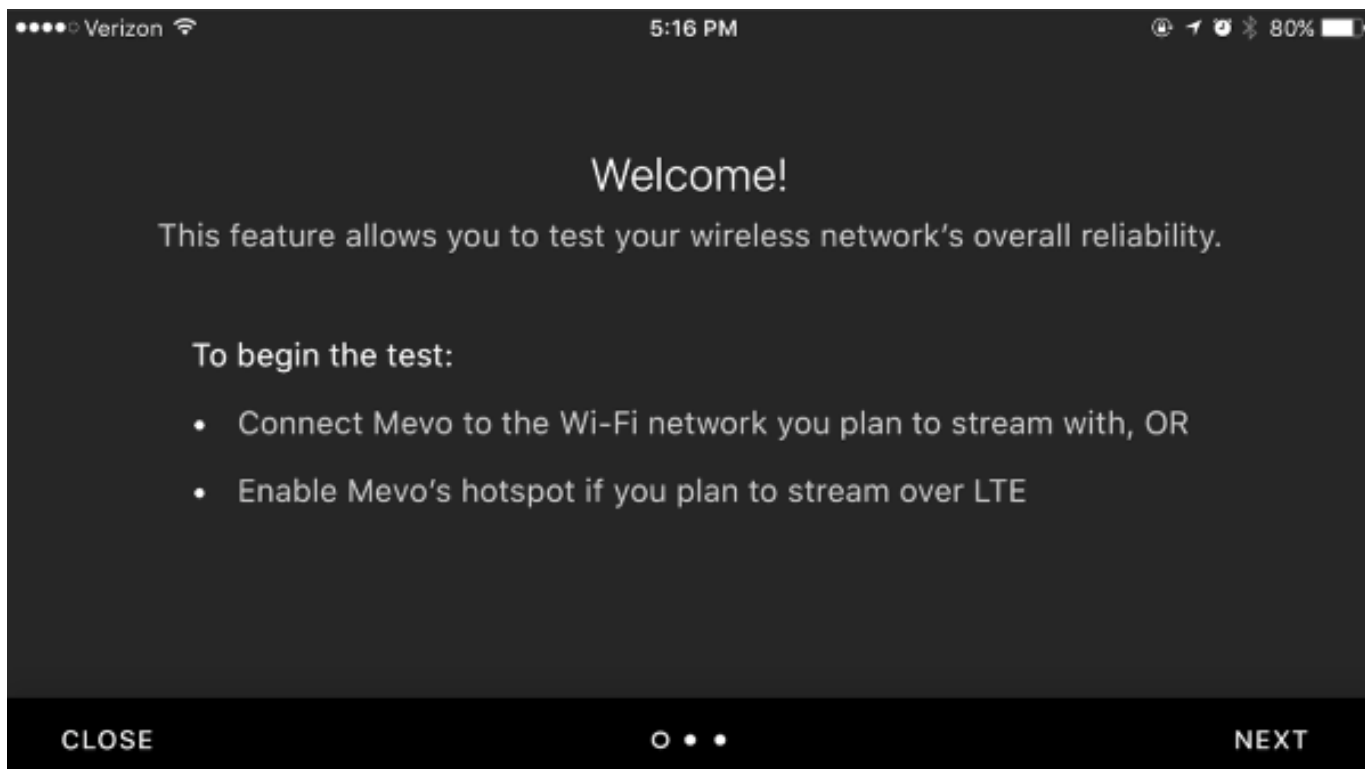 Verizon 5:16 PM 80%
Welcome!
This feature allows you to test your wireless network’s overall reliability.
To begin the test:
• Connect Mevo to the Wi-Fi network you plan to stream with, OR
• Enable Mevo’s hotspot if you plan to stream over LTE
CLOSE NEXT